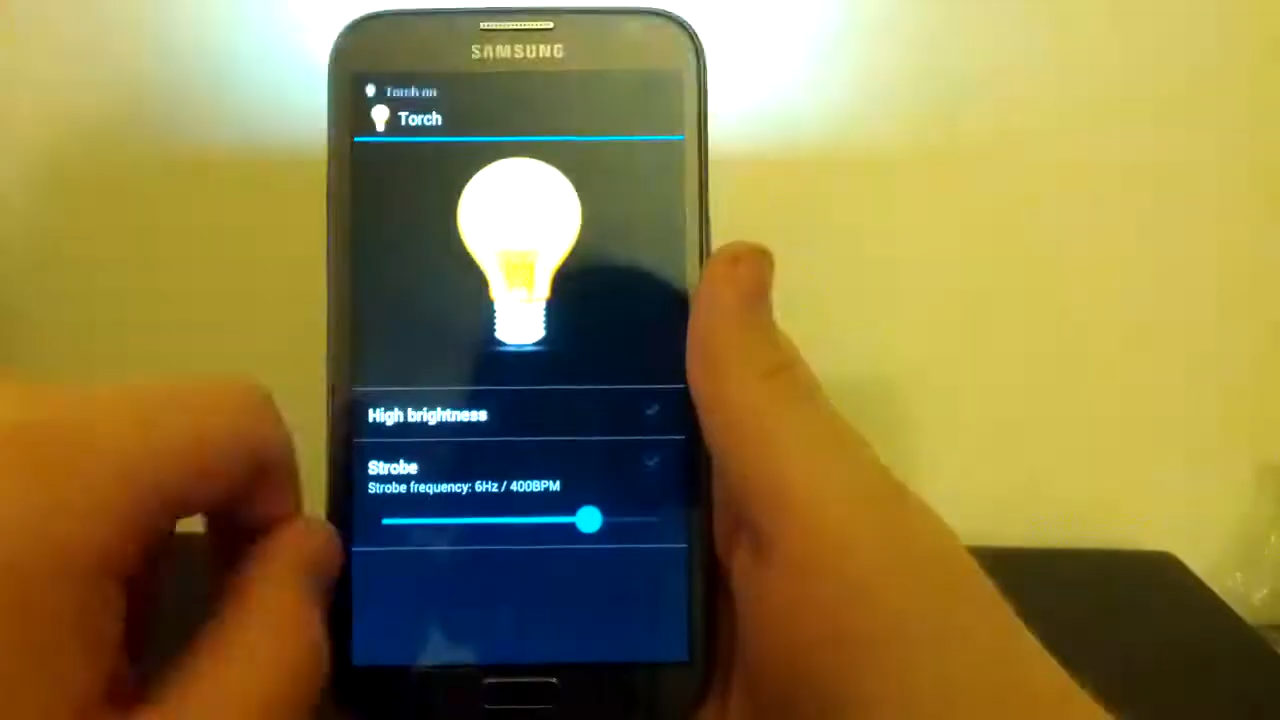 SAMSUNG
Torch on
Torch
High brightness
Strobe
Strobe frequency: 6Hz / 400BPM